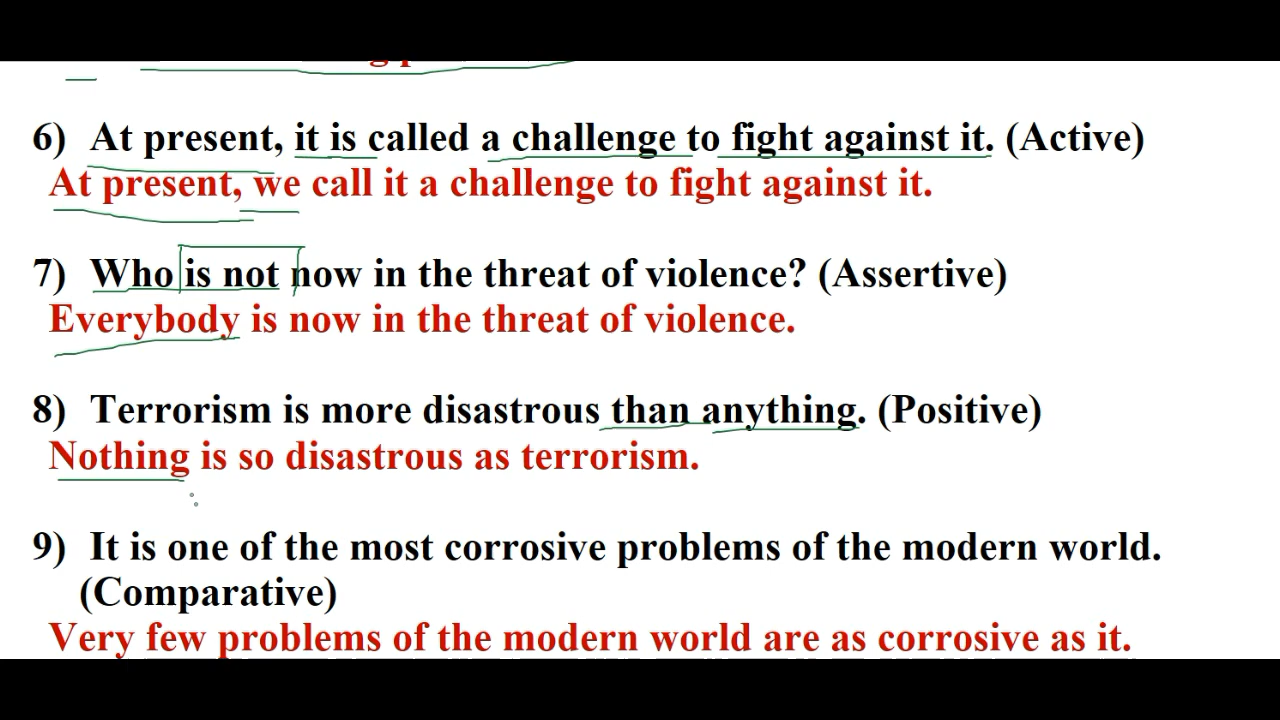 6) At present, it is called a challenge to fight against it. (Active)
At present, we call it a challenge to fight against it.
7) Who is not now in the threat of violence? (Assertive)
Everybody is now in the threat of violence.
8) Terrorism is more disastrous than anything. (Positive)
Nothing is so disastrous as terrorism.
9) It is one of the most corrosive problems of the modern world.
(Comparative)
Very few problems of the modern world are as corrosive as it.